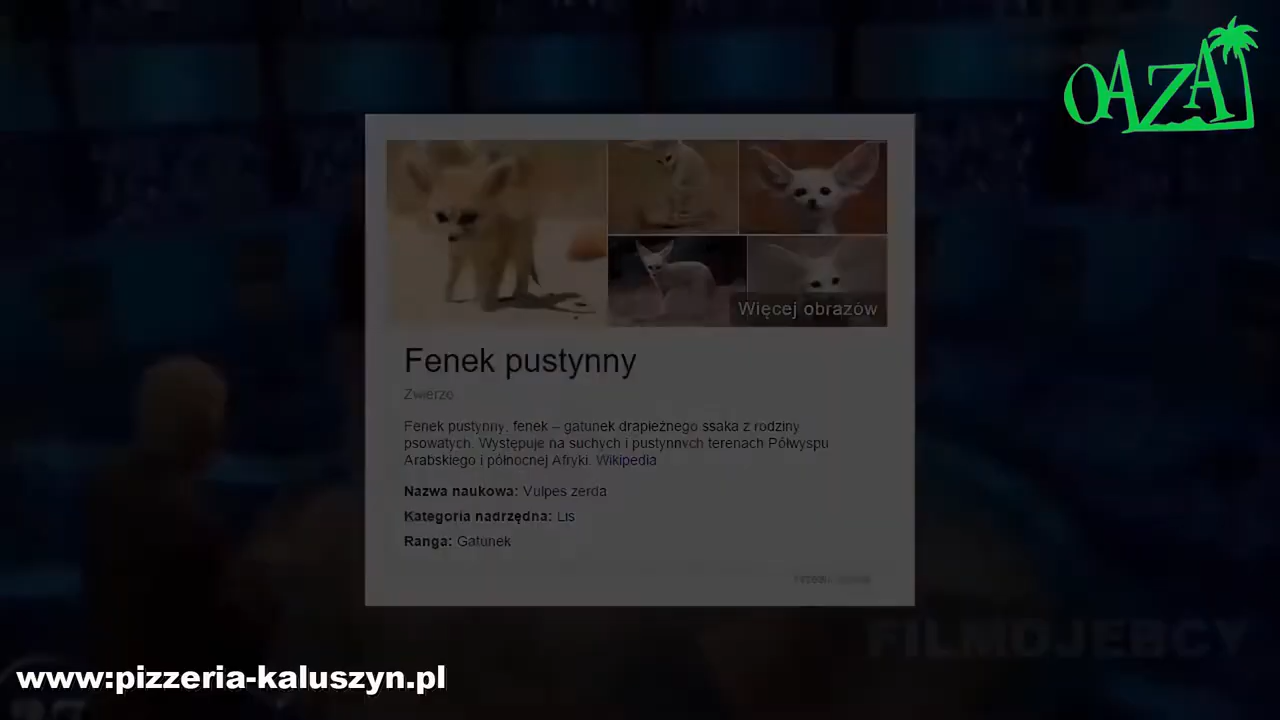 OAZA
Więcej obrazów
Fenek pustynny
Zwierzę
Fenek pustynny, fenek – gatunek drapieżnego ssaka z rodziny
psowatych. Występuje na suchych i pustynnych terenach Półwyspu
Arabskiego i północnej Afryki. Wikipedia
Nazwa naukowa: Vulpes zerda
Kategoria nadrzędna: Lis
Ranga: Gatunek
FILMOJEBCY
www:pizzeria-kaluszyn.pl